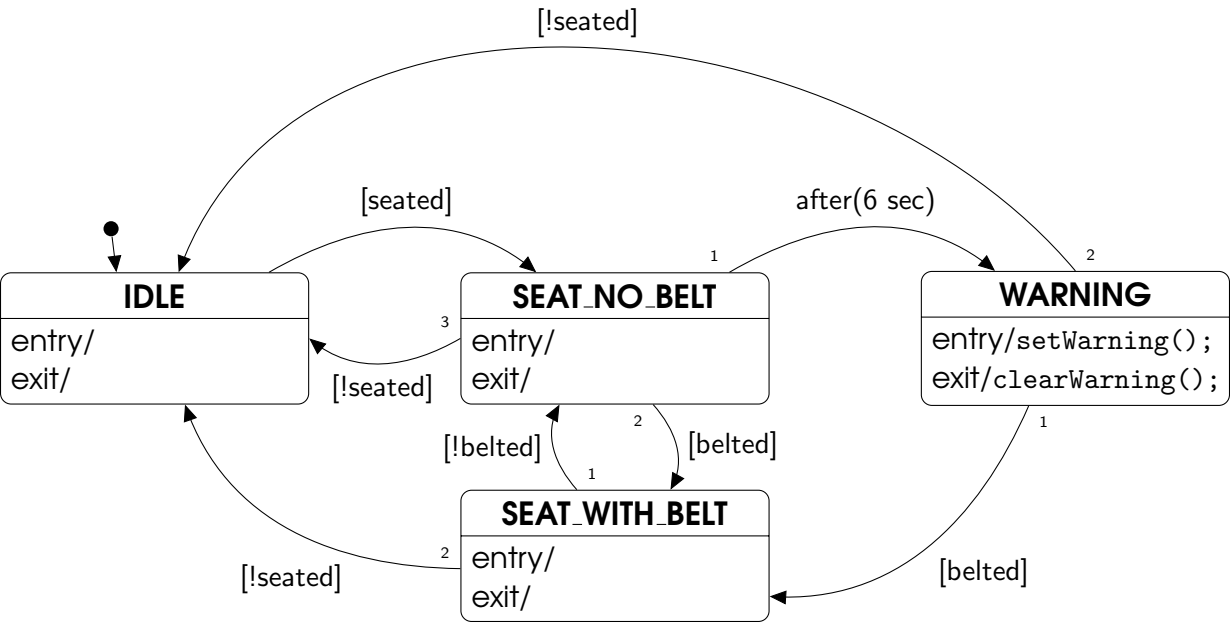 [!seated]
[seated]
after(6 sec)
1
2
IDLE
entry/
exit/
SEAT_NO_BELT
entry/
exit/
WARNING
entry/setWarning();
exit/clearWarning();
3
[!seated]
2
1
[!belted]
[belted]
1
SEAT_WITH_BELT
entry/
exit/
2
[!seated]
[belted]